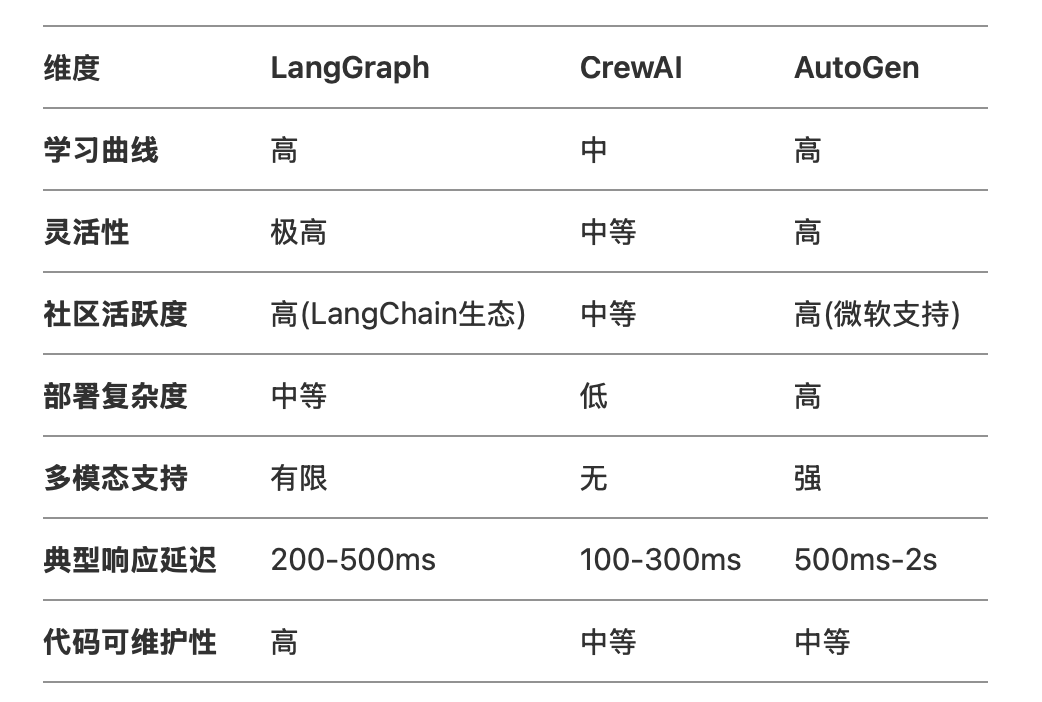 维度 LangGraph CrewAI AutoGen
学习曲线 高 中 高
灵活性 极高 中等 高
社区活跃度 高(LangChain生态) 中等 高(微软支持)
部署复杂度 中等 低 高
多模态支持 有限 无 强
典型响应延迟 200-500ms 100-300ms 500ms-2s
代码可维护性 高 中等 中等